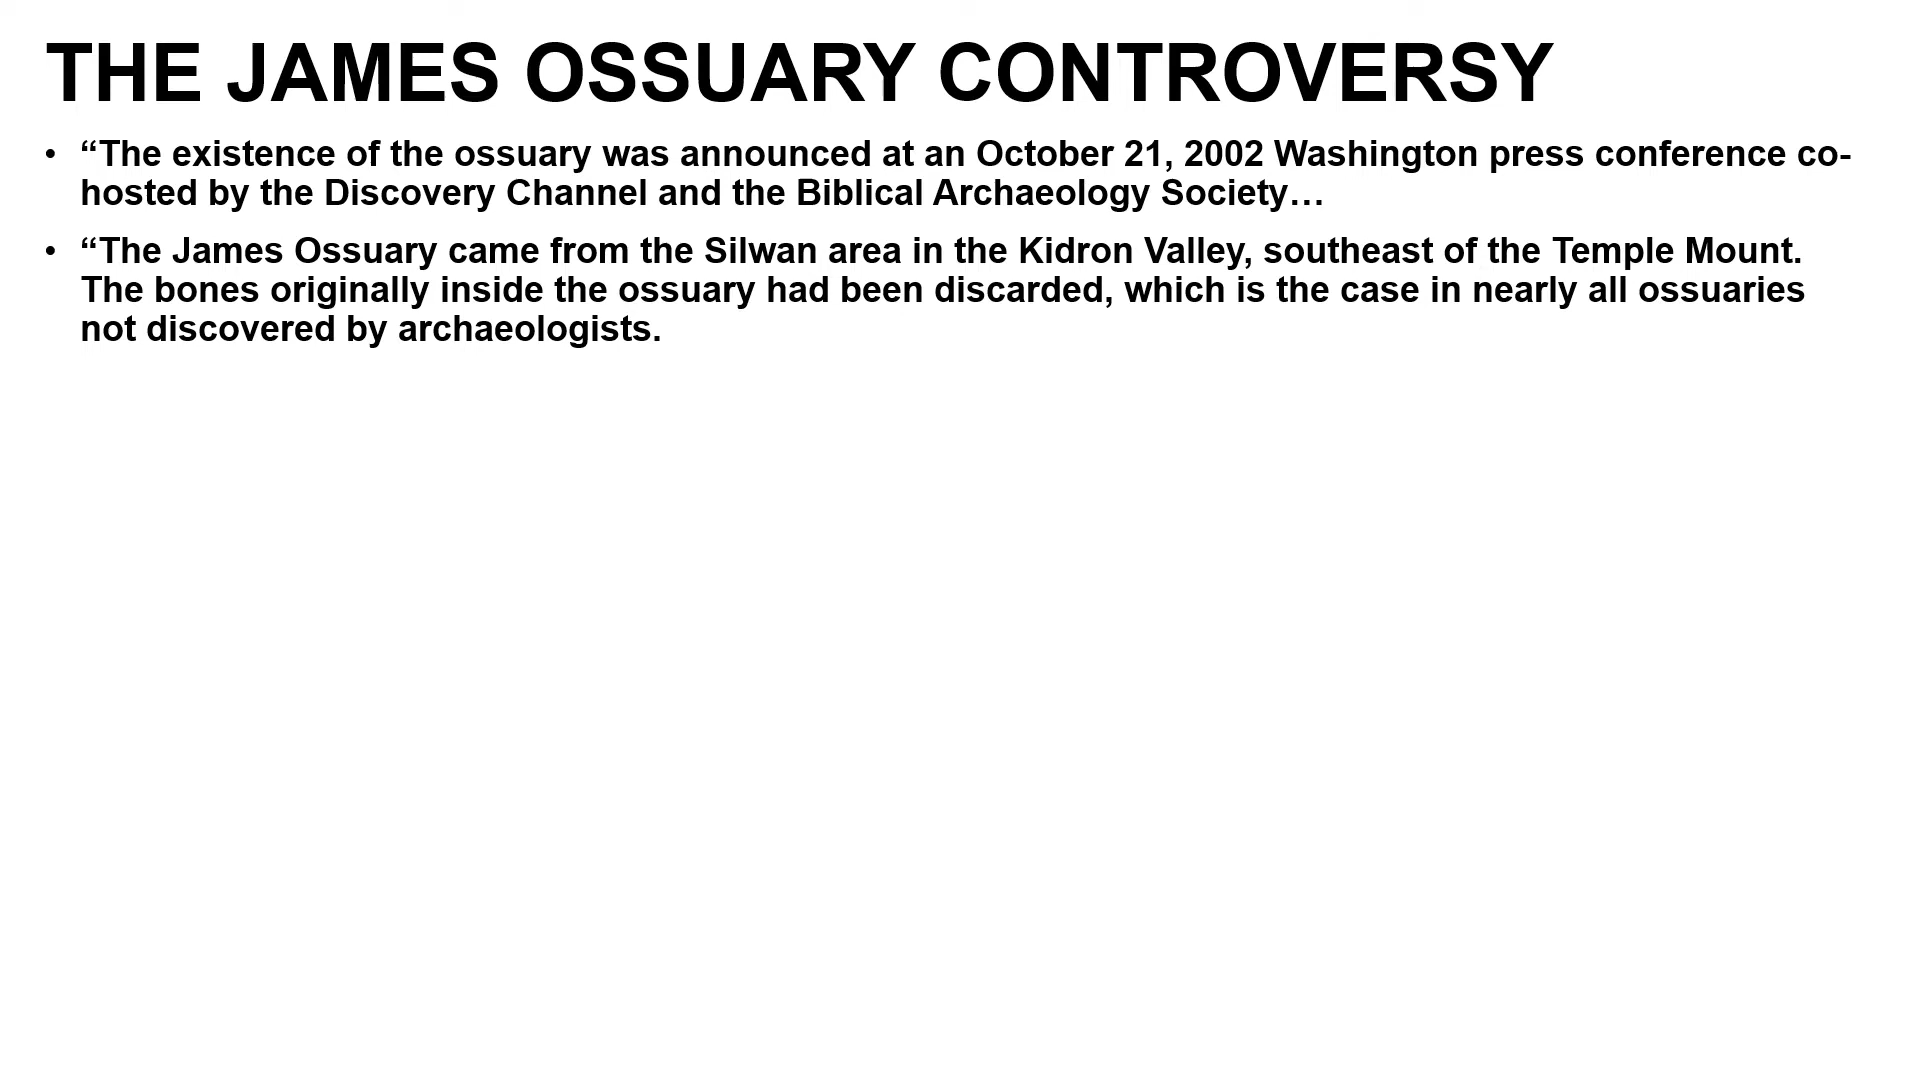 THE JAMES OSSUARY CONTROVERSY
• “The existence of the ossuary was announced at an October 21, 2002 Washington press conference co-
hosted by the Discovery Channel and the Biblical Archaeology Society…
• “The James Ossuary came from the Silwan area in the Kidron Valley, southeast of the Temple Mount.
The bones originally inside the ossuary had been discarded, which is the case in nearly all ossuaries
not discovered by archaeologists.